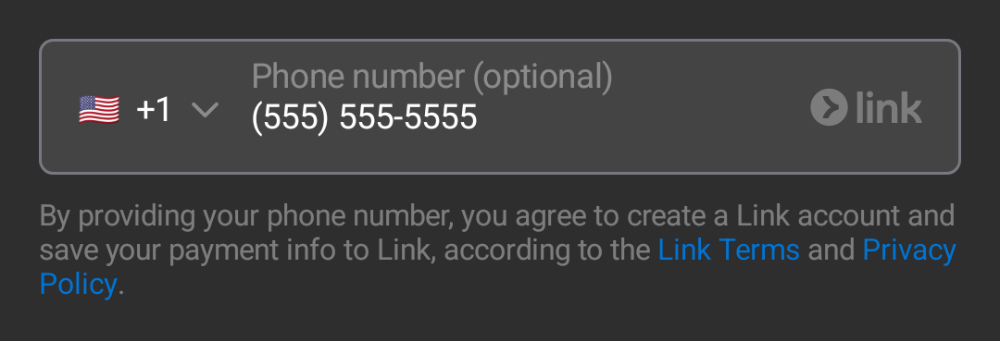 Phone number (optional)
+1 (555) 555-5555 link
By providing your phone number, you agree to create a Link account and
save your payment info to Link, according to the Link Terms and Privacy
Policy.